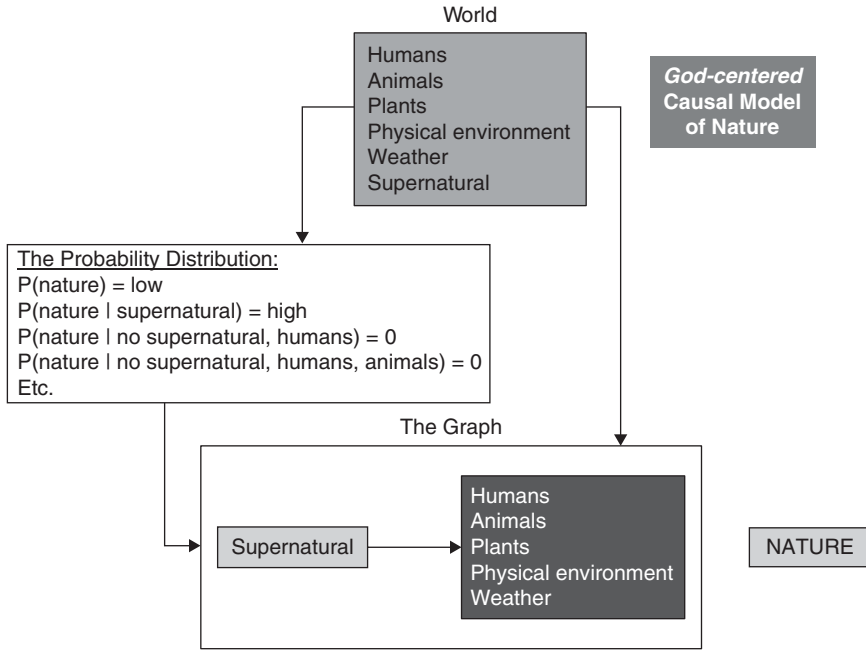 World
Humans
Animals
Plants
Physical environment
Weather
Supernatural
God-centered
Causal Model
of Nature
The Probability Distribution:
P(nature) = low
P(nature | supernatural) = high
P(nature | no supernatural, humans) = 0
P(nature | no supernatural, humans, animals) = 0
Etc.
The Graph
Supernatural
Humans
Animals
Plants
Physical environment
Weather
NATURE